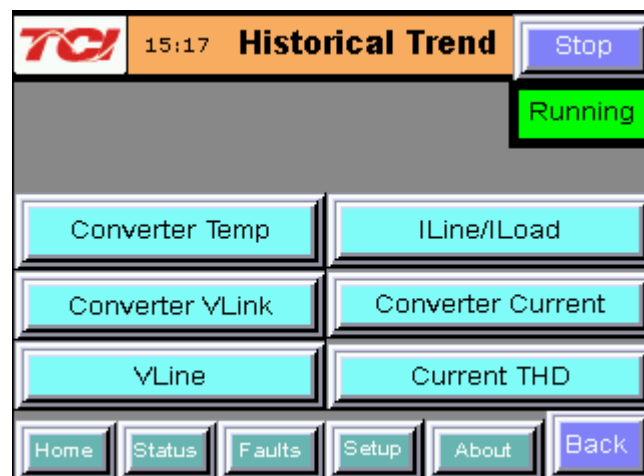 TCI 15:17 Historical Trend Stop
Running
Converter Temp ILine/ILoad
Converter VLink Converter Current
VLine Current THD
Home Status Faults Setup About Back